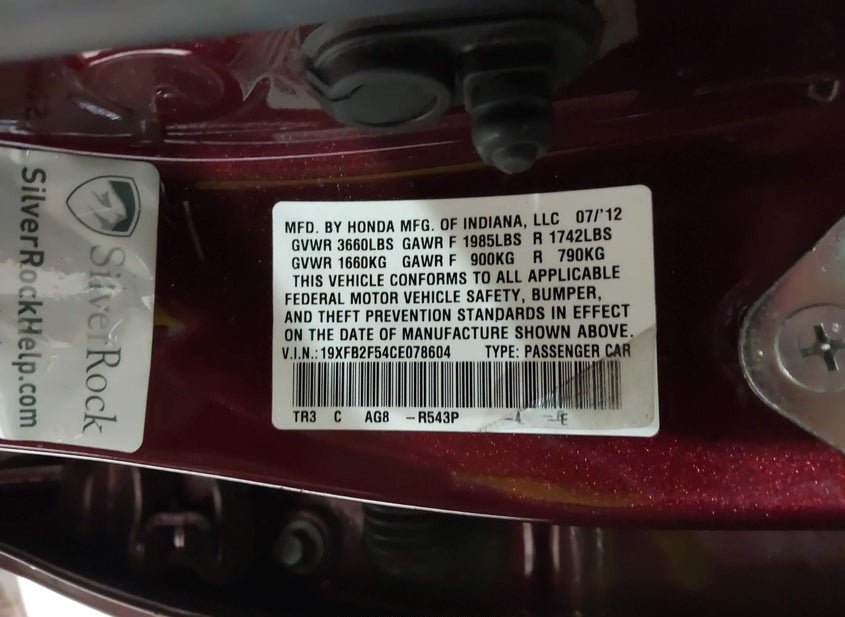 MFD. BY HONDA MFG. OF INDIANA, LLC 07/'12
GVWR 3660LBS GAWR F 1985LBS R 1742LBS
GVWR 1660KG GAWR F 900KG R 790KG
THIS VEHICLE CONFORMS TO ALL APPLICABLE
FEDERAL MOTOR VEHICLE SAFETY, BUMPER,
AND THEFT PREVENTION STANDARDS IN EFFECT
ON THE DATE OF MANUFACTURE SHOWN ABOVE.
V.I.N.:19XFB2F54CE078604 TYPE: PASSENGER CAR
TR3 C AG8 -R543P -4 -E
SilverRock
SilverRockHelp.com